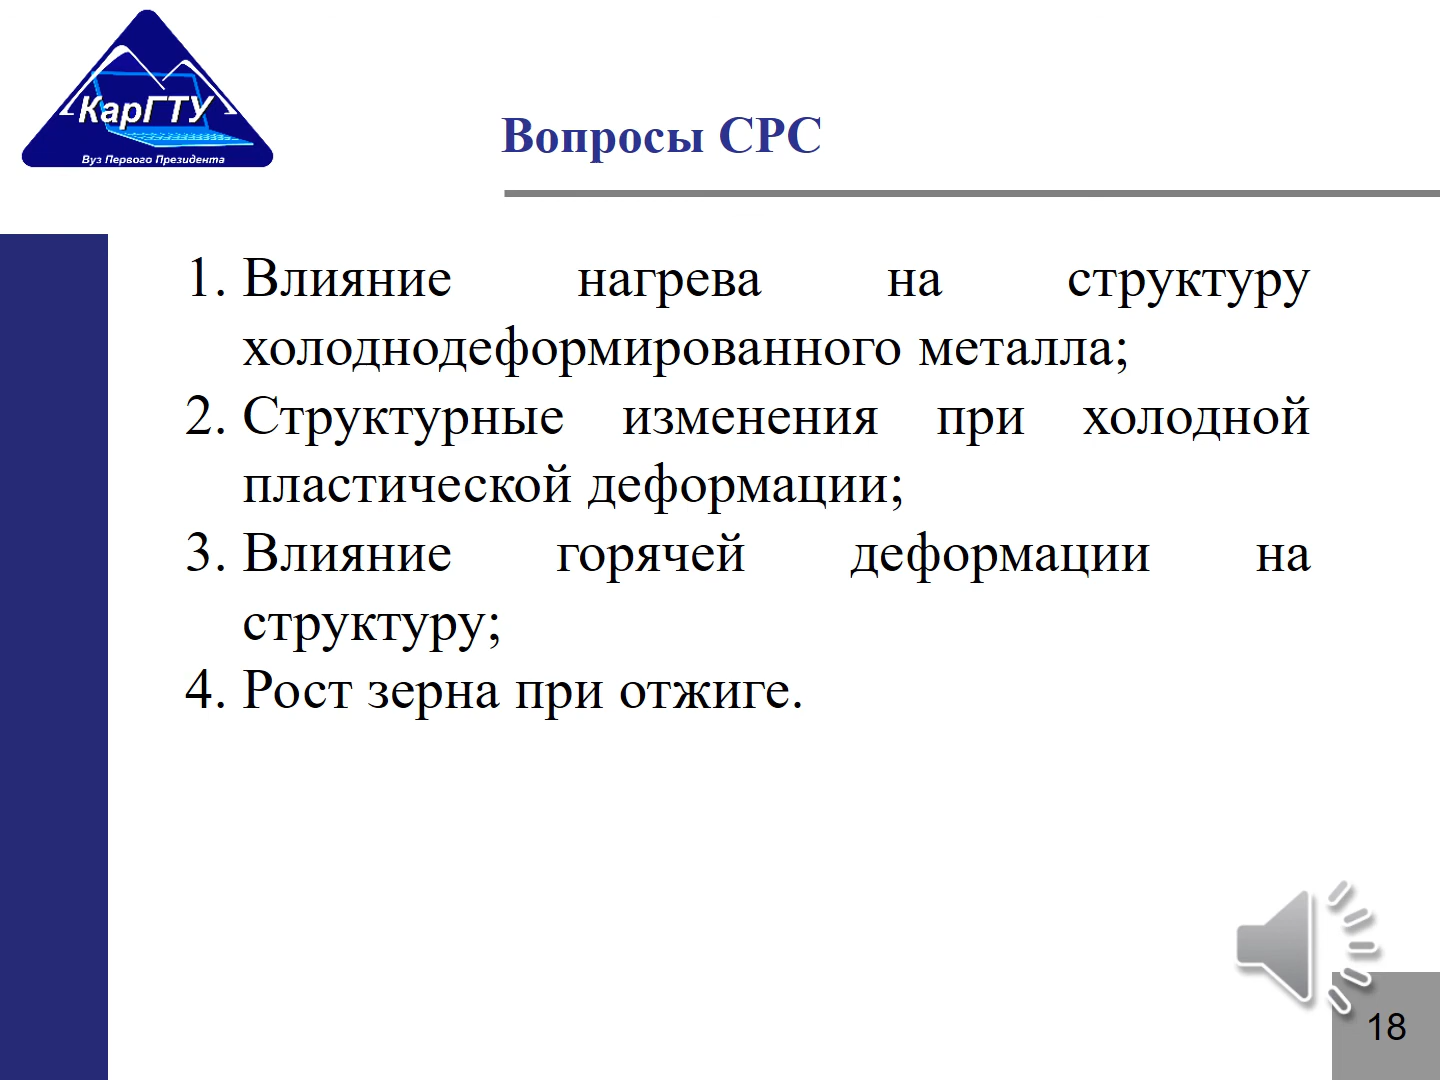 КарГТУ
Вуз Первого Президента
Вопросы СРС
1. Влияние нагрева на структуру
холоднодеформированного металла;
2. Структурные изменения при холодной
пластической деформации;
3. Влияние горячей деформации на
структуру;
4. Рост зерна при отжиге.
18